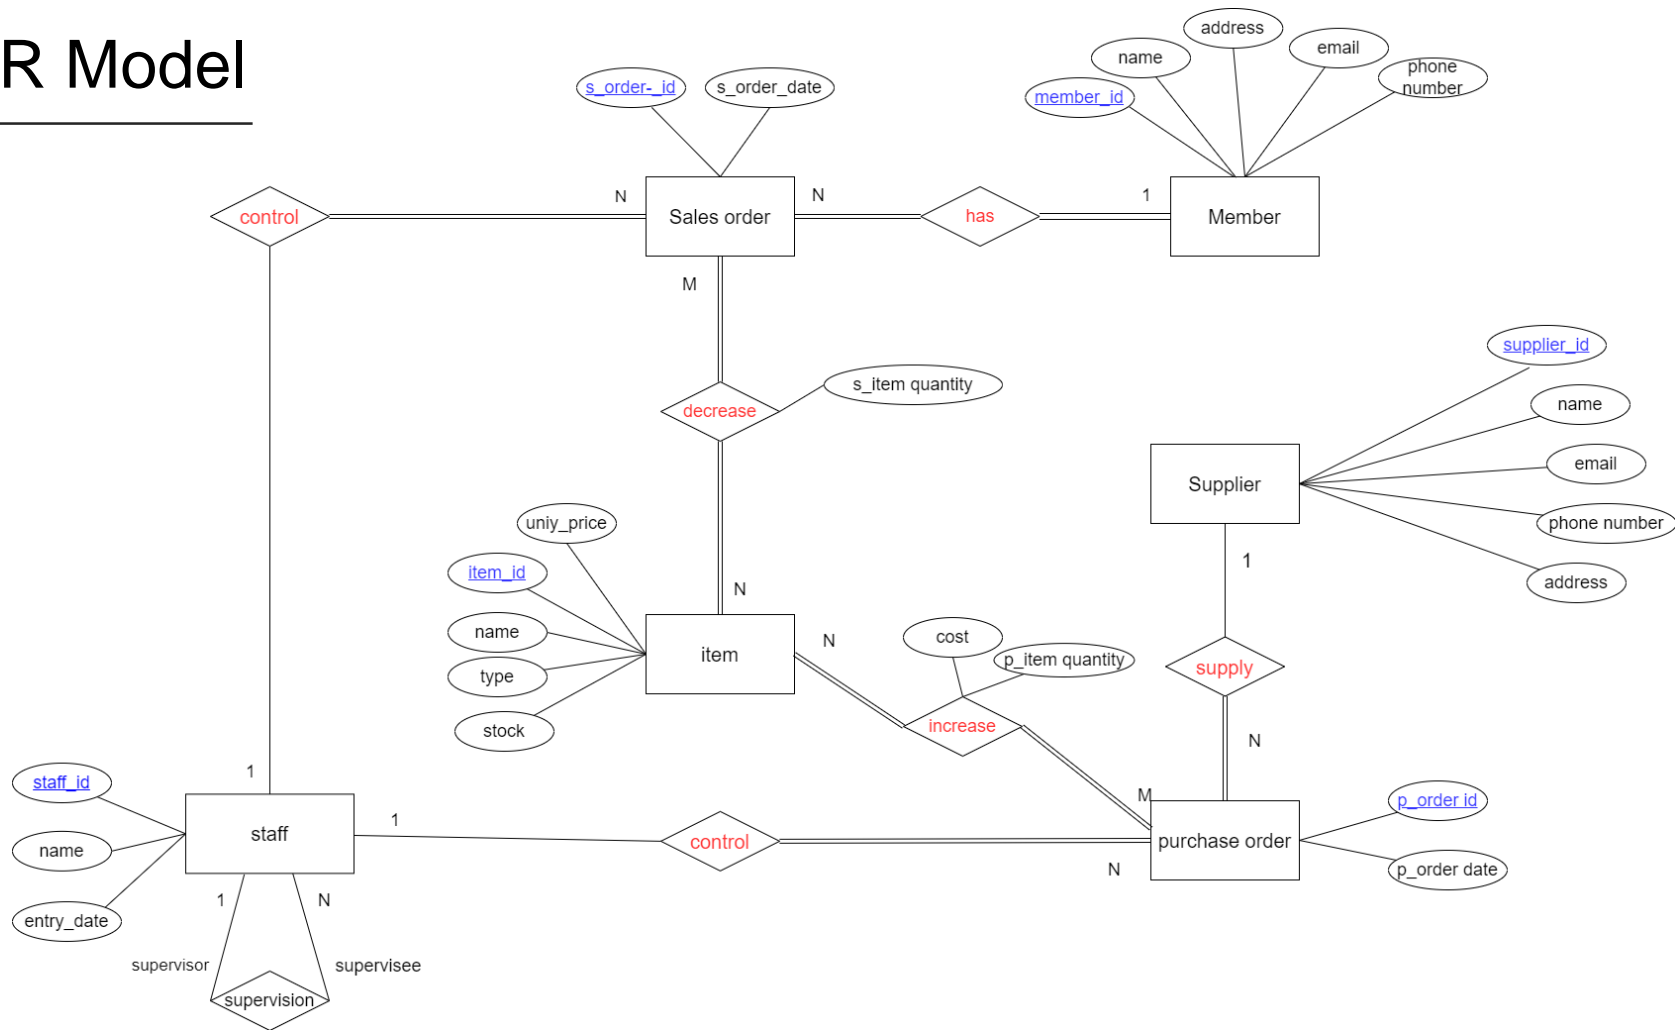 R Model
s_order-_id
s_order_date
member_id
name
address
email
phone
number
control
N
Sales order
N
has
1
Member
M
decrease
s_item quantity
supplier_id
name
email
phone number
address
Supplier
1
supply
N
uniy_price
item_id
name
type
stock
N
item
N
cost
p_item quantity
increase
M
purchase order
p_order id
p_order date
N
1
staff_id
name
entry_date
staff
1
control
1
N
supervisor
supervisee
supervision